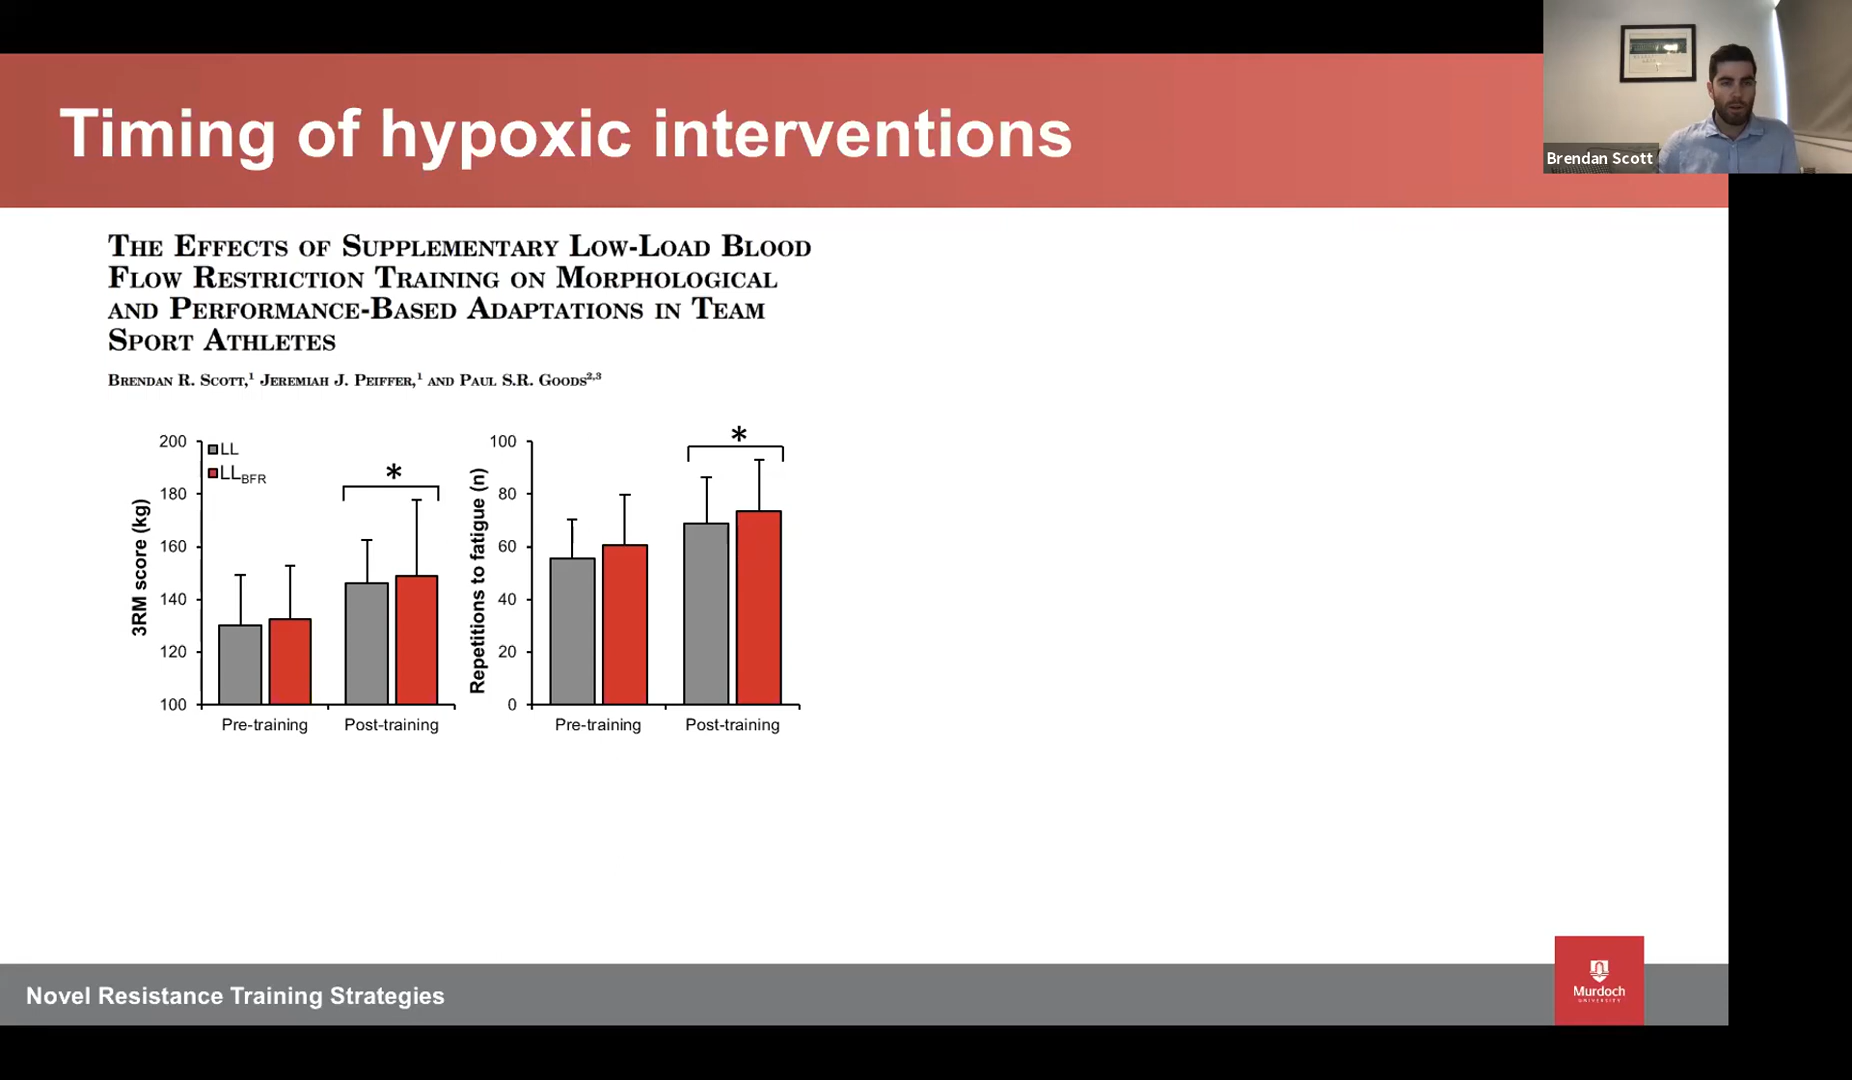 Timing of hypoxic interventions
Brendan Scott
THE EFFECTS OF SUPPLEMENTARY LOW-LOAD BLOOD
FLOW RESTRICTION TRAINING ON MORPHOLOGICAL
AND PERFORMANCE-BASED ADAPTATIONS IN TEAM
SPORT ATHLETES
BRENDAN R. SCOTT,¹ JEREMIAH J. PEIFFER,¹ AND PAUL S.R. GOODS²,³
3RM score (kg)
200
180
160
140
120
100
LL
LLBFR
*
Pre-training
Post-training
Repetitions to fatigue (n)
100
80
60
40
20
0
*
Pre-training
Post-training
Novel Resistance Training Strategies
Murdoch
UNIVERSITY